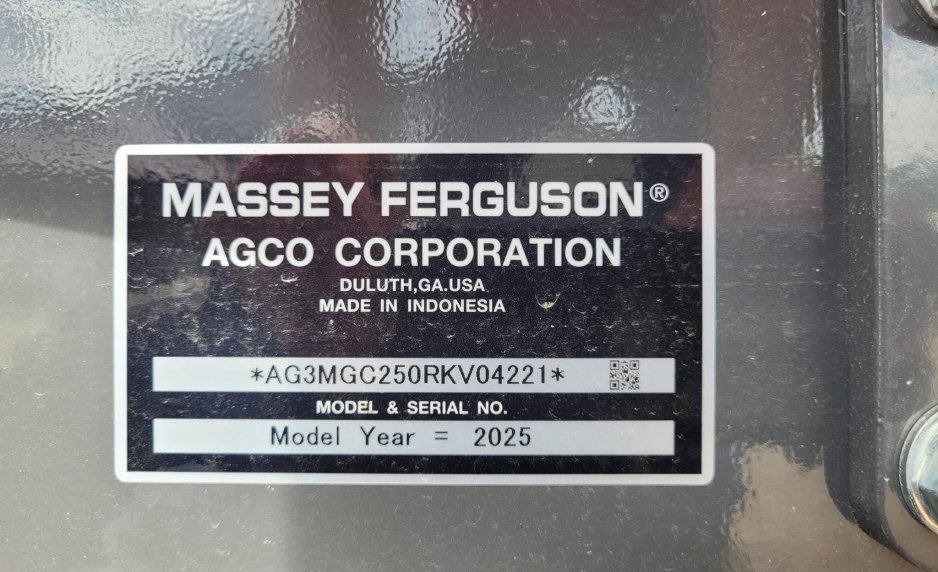 MASSEY FERGUSON®
AGCO CORPORATION
DULUTH,GA.USA
MADE IN INDONESIA
*AG3MGC250RKV04221*
MODEL & SERIAL NO.
Model Year = 2025